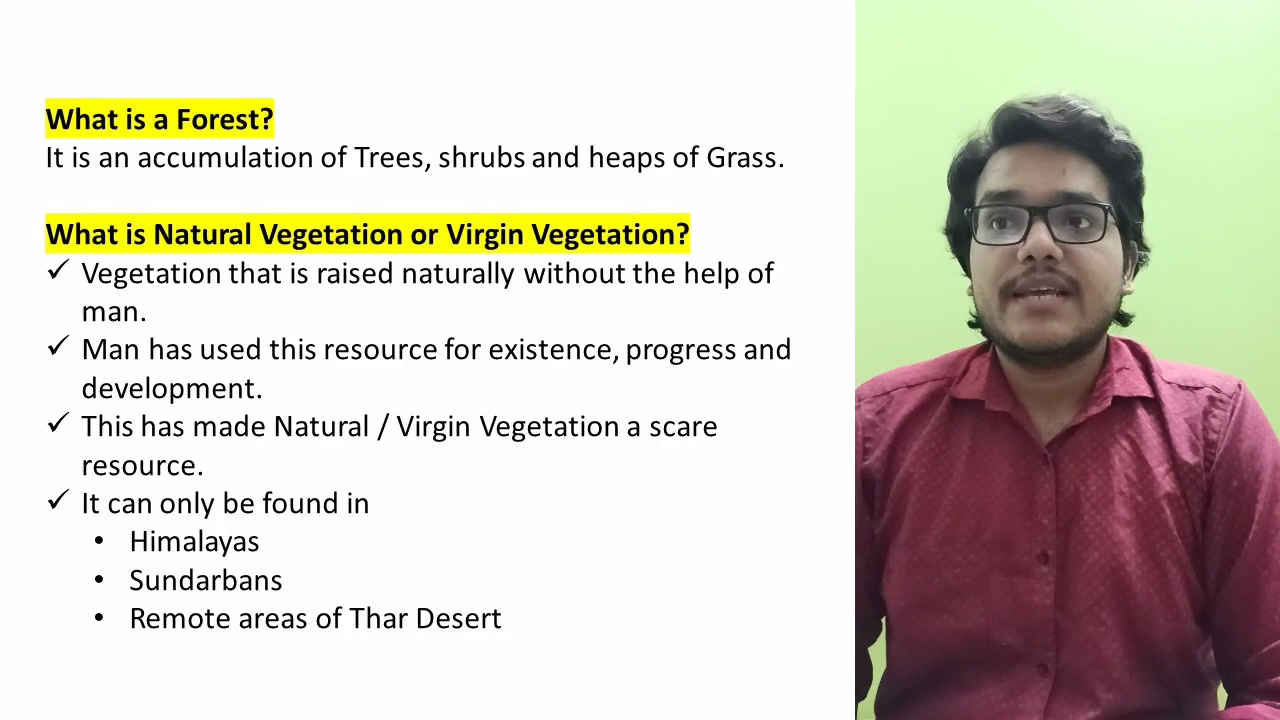 What is a Forest?
It is an accumulation of Trees, shrubs and heaps of Grass.
What is Natural Vegetation or Virgin Vegetation?
✓ Vegetation that is raised naturally without the help of
man.
✓ Man has used this resource for existence, progress and
development.
✓ This has made Natural / Virgin Vegetation a scare
resource.
✓ It can only be found in
• Himalayas
• Sundarbans
• Remote areas of Thar Desert